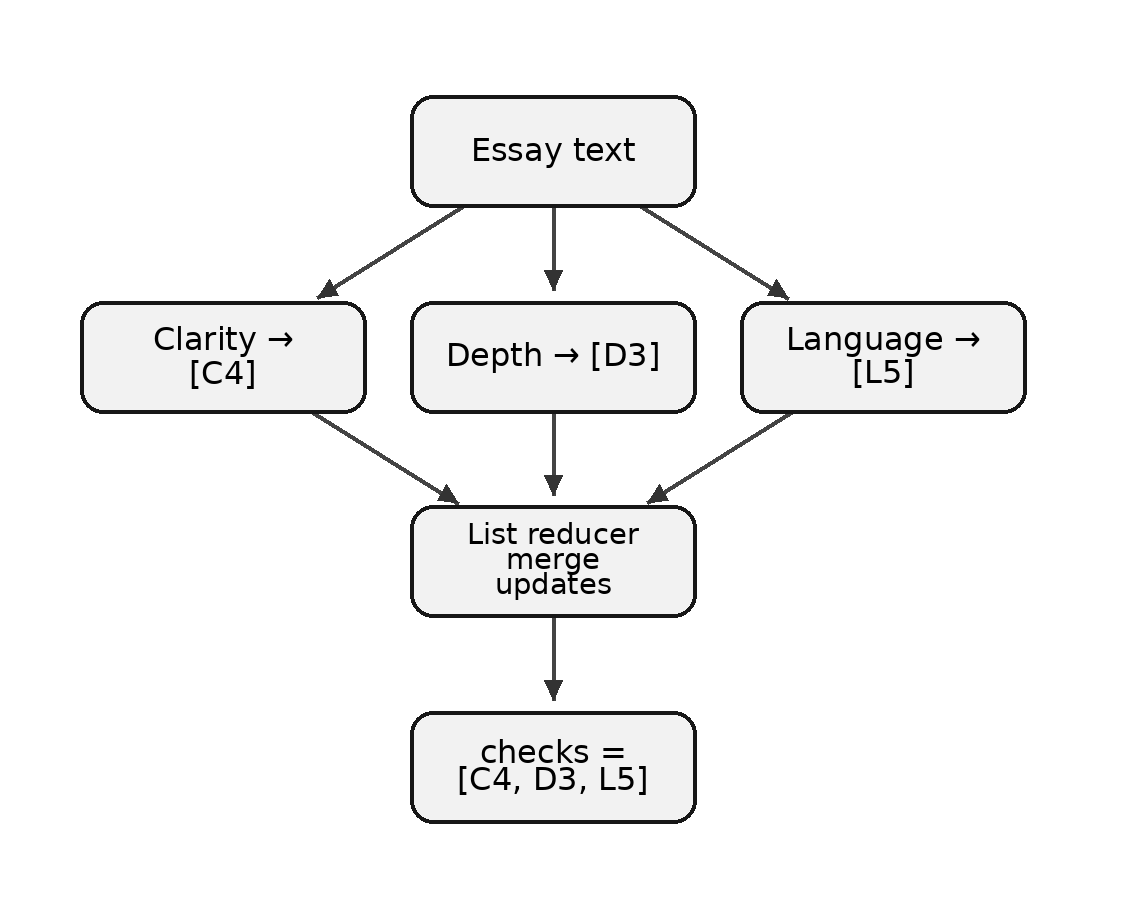 Essay text
Clarity →
[C4]
Depth → [D3]
Language →
[L5]
List reducer
merge
updates
checks =
[C4, D3, L5]